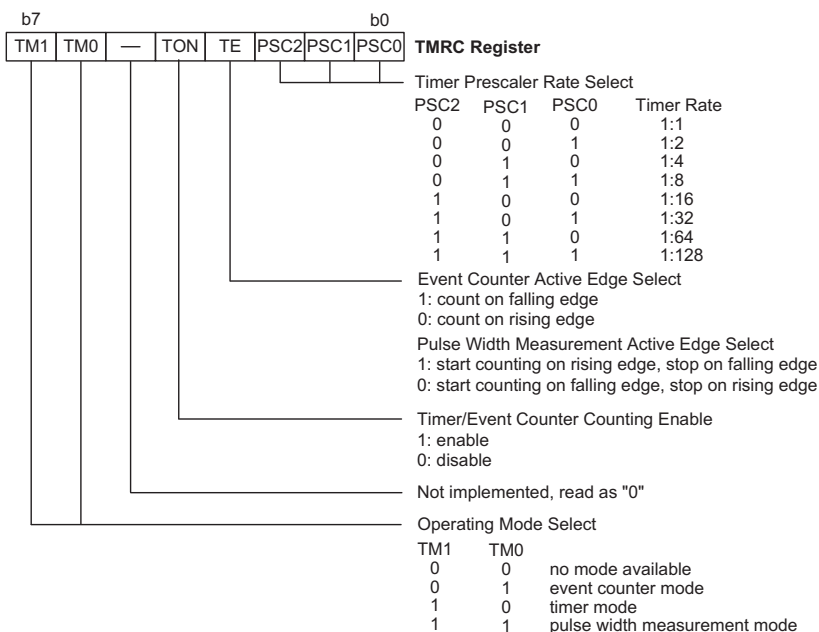 b7 b0
TM1 TM0 — TON TE PSC2 PSC1 PSC0 TMRC Register
Timer Prescaler Rate Select
PSC2 PSC1 PSC0 Timer Rate
0 0 0 1:1
0 0 1 1:2
0 1 0 1:4
0 1 1 1:8
1 0 0 1:16
1 0 1 1:32
1 1 0 1:64
1 1 1 1:128
Event Counter Active Edge Select
1: count on falling edge
0: count on rising edge
Pulse Width Measurement Active Edge Select
1: start counting on rising edge, stop on falling edge
0: start counting on falling edge, stop on rising edge
Timer/Event Counter Counting Enable
1: enable
0: disable
Not implemented, read as "0"
Operating Mode Select
TM1 TM0
0 0 no mode available
0 1 event counter mode
1 0 timer mode
1 1 pulse width measurement mode